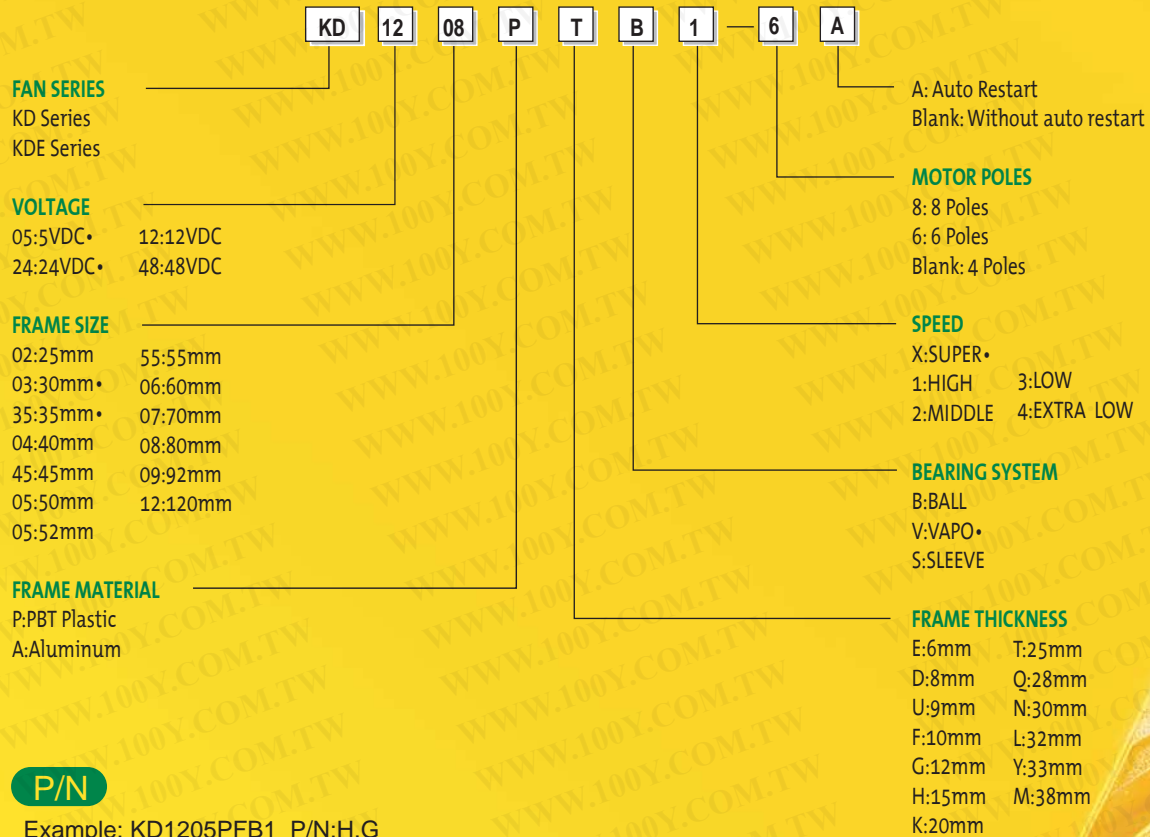 KD 12 08 P T B 1 — 6 A
FAN SERIES
KD Series
KDE Series
VOLTAGE
05:5VDC• 12:12VDC
24:24VDC• 48:48VDC
FRAME SIZE
02:25mm 55:55mm
03:30mm• 06:60mm
35:35mm• 07:70mm
04:40mm 08:80mm
45:45mm 09:92mm
05:50mm 12:120mm
05:52mm
FRAME MATERIAL
P:PBT Plastic
A:Aluminum
P/N
Example: KD1205PFB1 P/N:H.G
A: Auto Restart
Blank: Without auto restart
MOTOR POLES
8: 8 Poles
6: 6 Poles
Blank: 4 Poles
SPEED
X:SUPER•
1:HIGH 3:LOW
2:MIDDLE 4:EXTRA LOW
BEARING SYSTEM
B:BALL
V:VAPO•
S:SLEEVE
FRAME THICKNESS
E:6mm T:25mm
D:8mm Q:28mm
U:9mm N:30mm
F:10mm L:32mm
G:12mm Y:33mm
H:15mm M:38mm
K:20mm
WWW.100Y.COM.TW